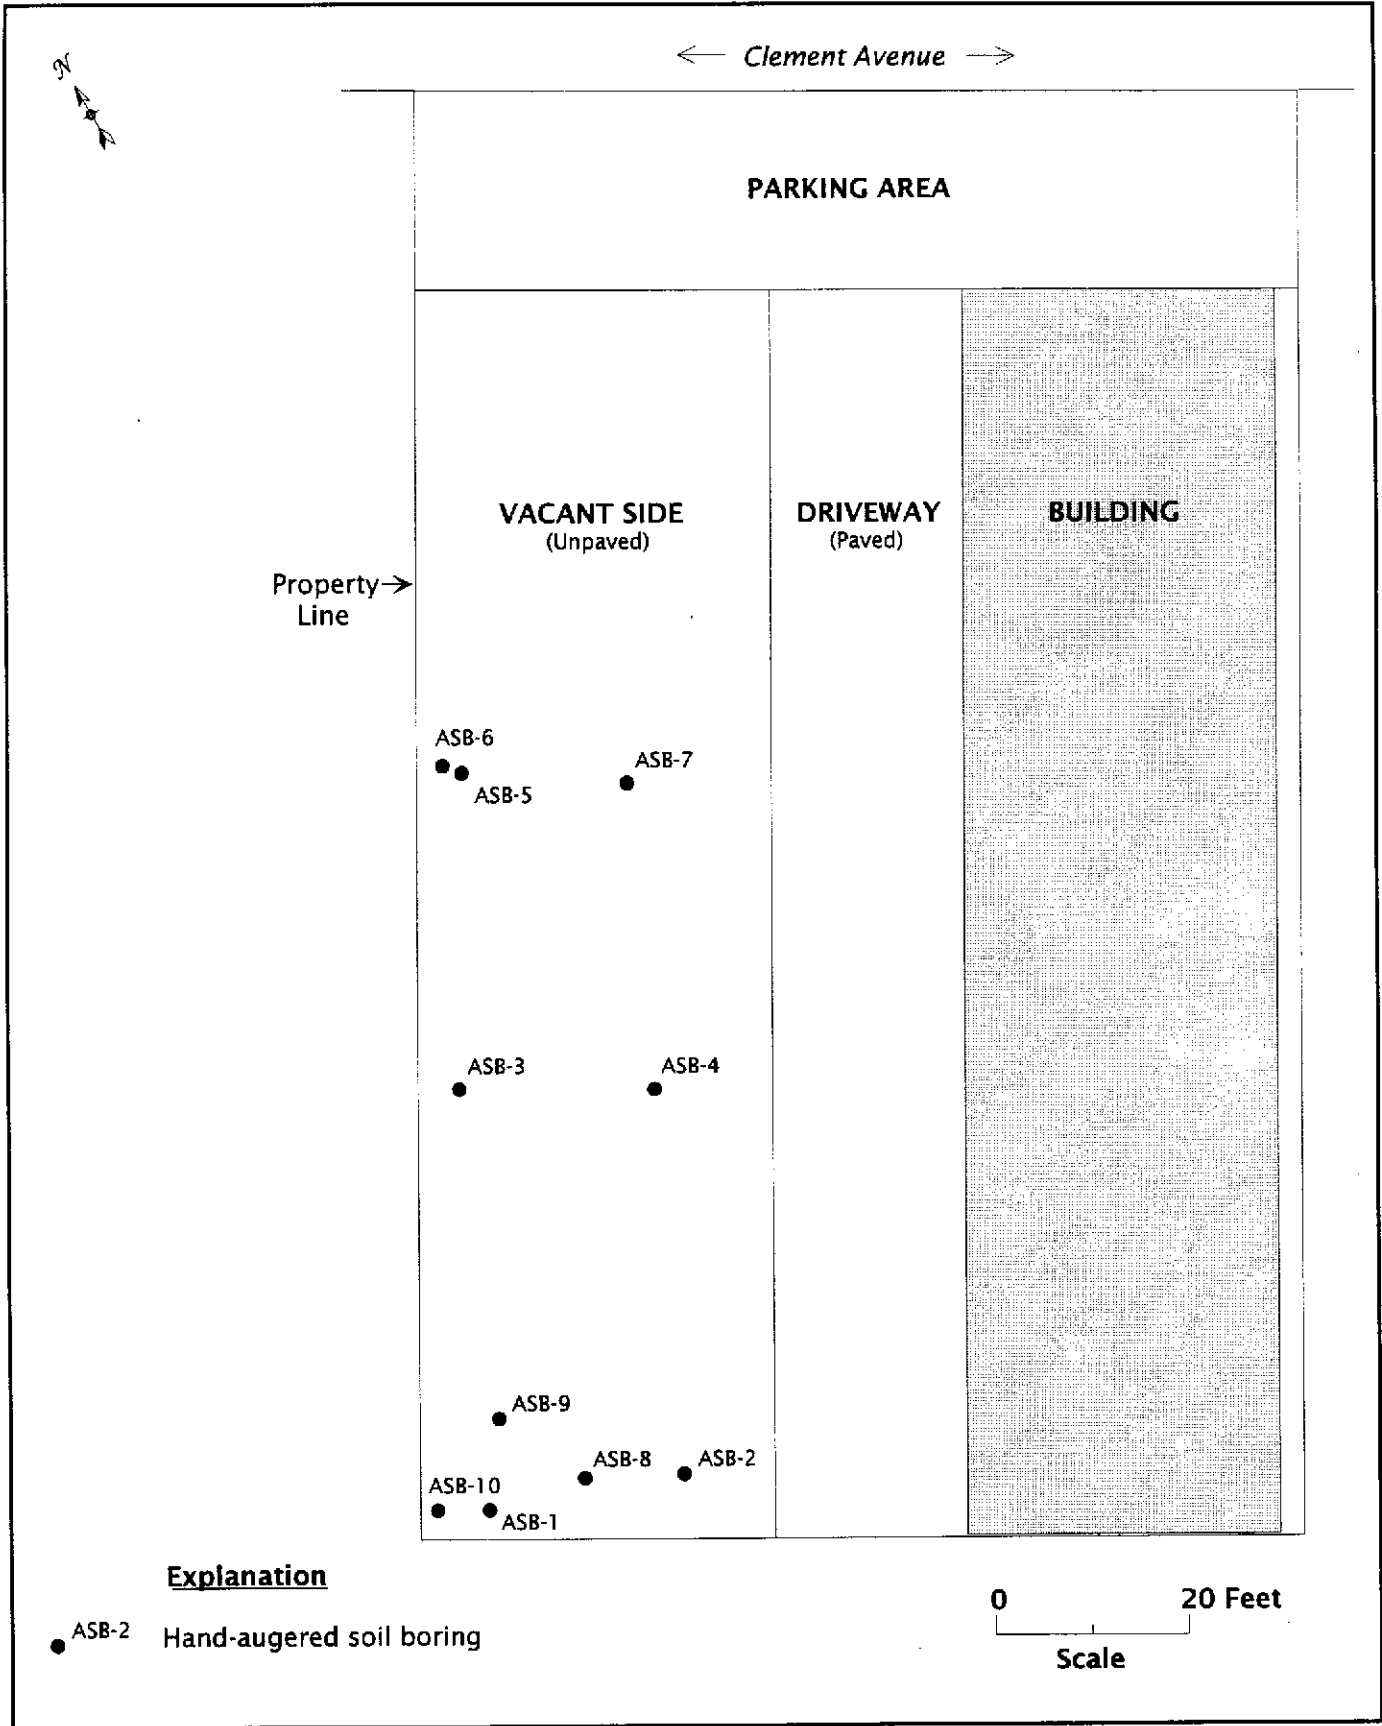 N
Clement Avenue
PARKING AREA
VACANT SIDE
(Unpaved)
DRIVEWAY
(Paved)
BUILDING
Property
Line
ASB-6
ASB-5
ASB-7
ASB-3
ASB-4
ASB-9
ASB-8
ASB-2
ASB-10
ASB-1
Explanation
ASB-2 Hand-augered soil boring
0 20 Feet
Scale